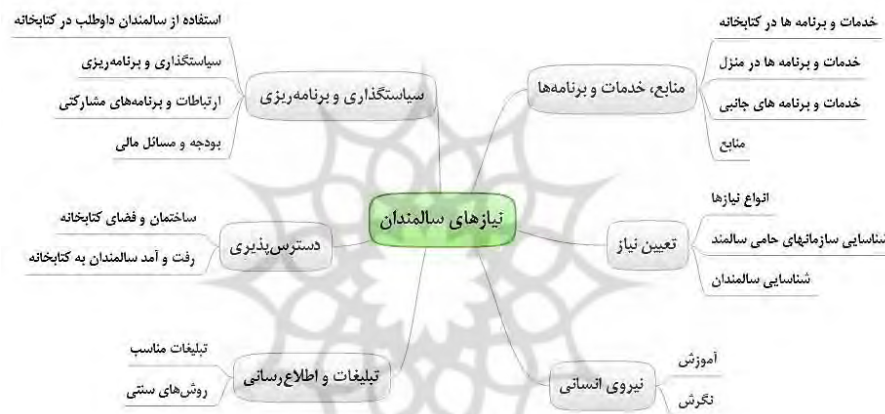 نیازهای سالمندان
منابع، خدمات و برنامه‌ها
خدمات و برنامه ها در کتابخانه
خدمات و برنامه ها در منزل
خدمات و برنامه های جانبی
منابع
تعیین نیاز
انواع نیازها
شناسایی سازمانهای حامی سالمند
شناسایی سالمندان
نیروی انسانی
آموزش
نگرش
سیاستگذاری و برنامه‌ریزی
استفاده از سالمندان داوطلب در کتابخانه
سیاستگذاری و برنامه‌ریزی
ارتباطات و برنامه‌های مشارکتی
بودجه و مسائل مالی
دسترس‌پذیری
ساختمان و فضای کتابخانه
رفت و آمد سالمندان به کتابخانه
تبلیغات و اطلاع‌رسانی
تبلیغات مناسب
روش‌های سنتی